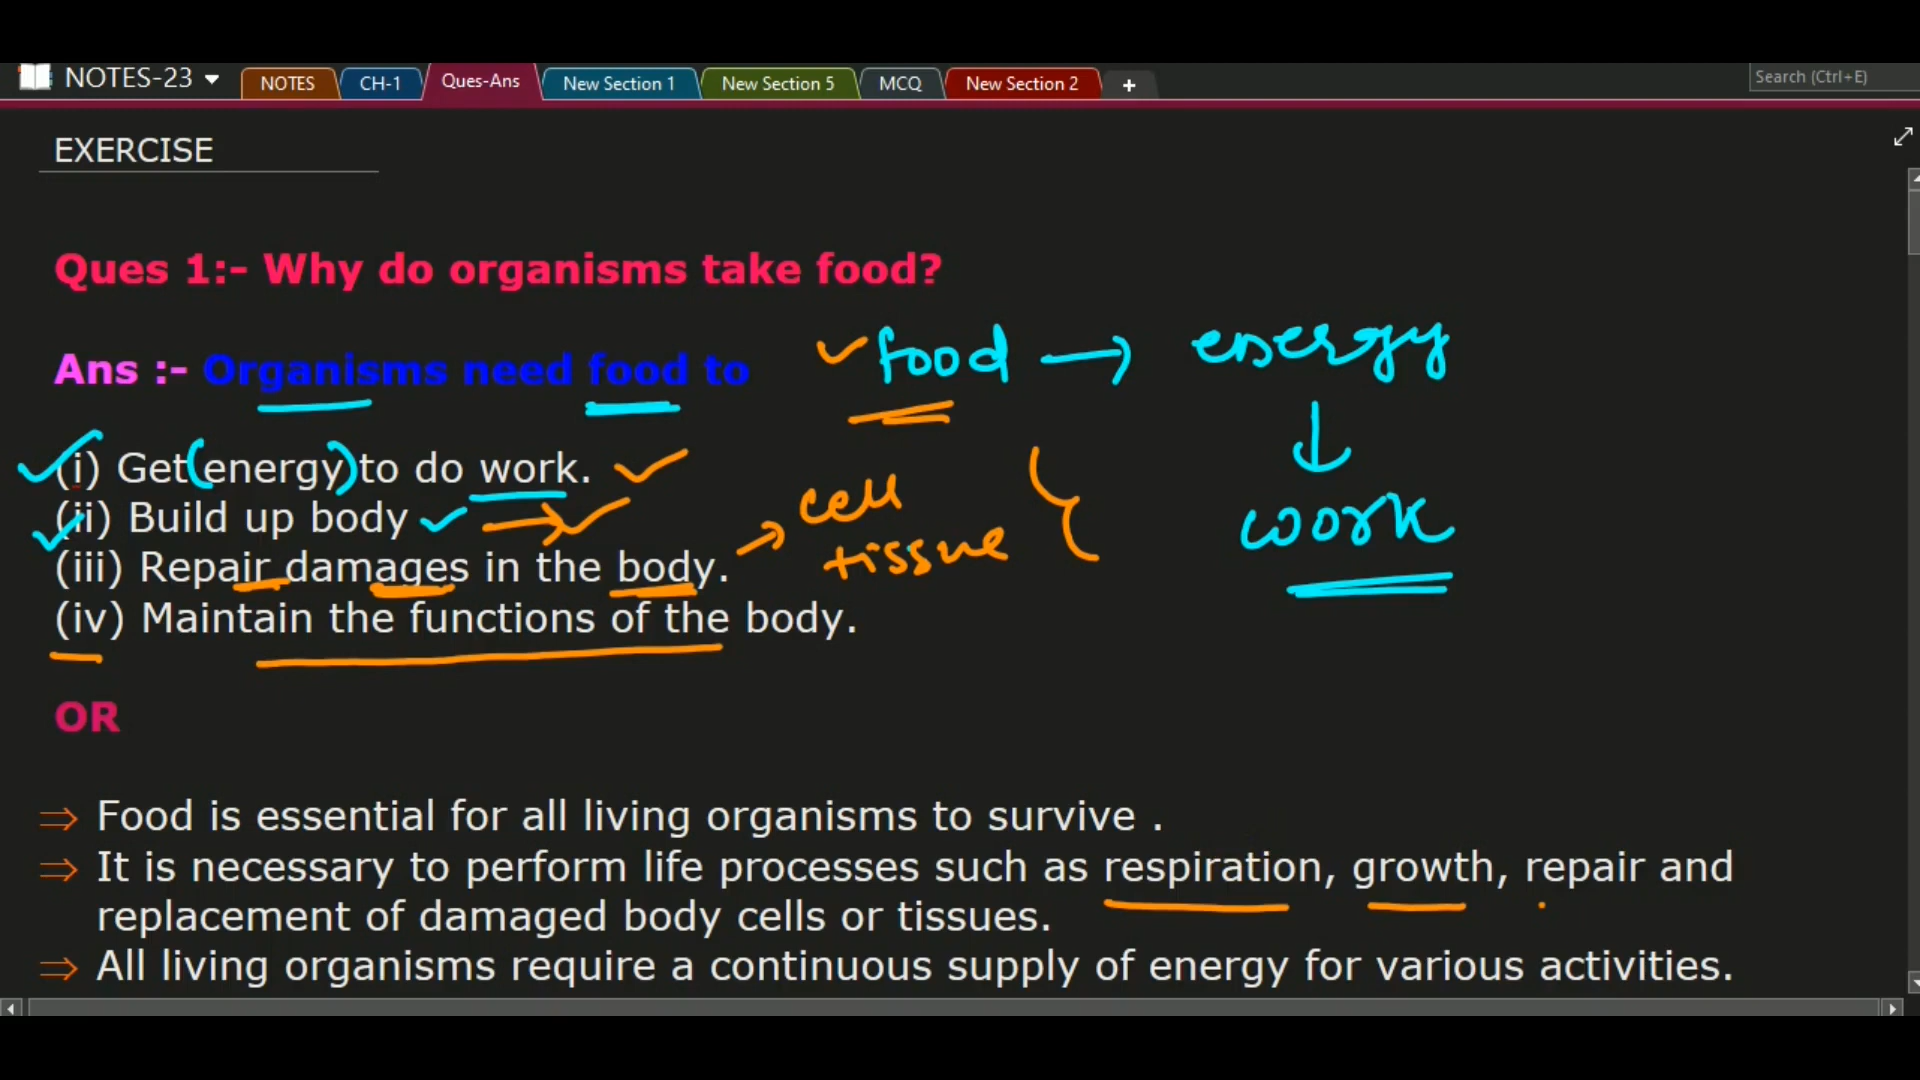 NOTES-23 NOTES CH-1 Ques-Ans New Section 1 New Section 5 MCQ New Section 2 + Search (Ctrl+E)
EXERCISE
Ques 1:- Why do organisms take food?
Ans :- Organisms need food to food → energy
(i) Get (energy) to do work. cell
(ii) Build up body → work
(iii) Repair damages in the body. → tissue
(iv) Maintain the functions of the body.
OR
⇒ Food is essential for all living organisms to survive .
⇒ It is necessary to perform life processes such as respiration, growth, repair and
replacement of damaged body cells or tissues.
⇒ All living organisms require a continuous supply of energy for various activities.